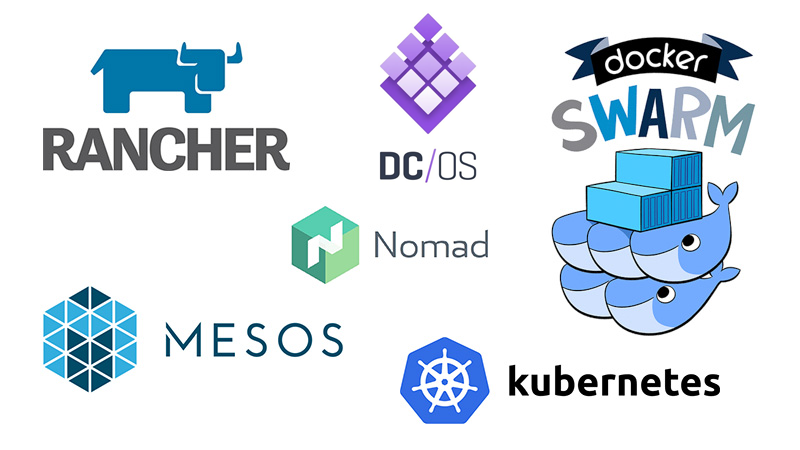 RANCHER
DC/OS
docker
SWARM
Nomad
MESOS
kubernetes